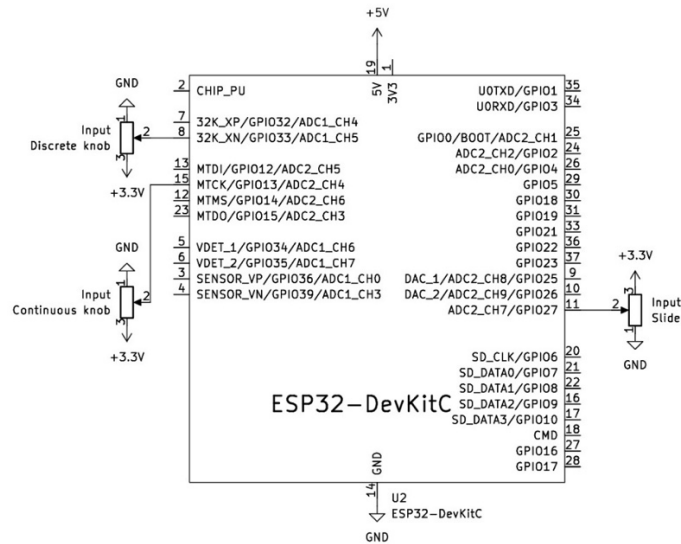 +5V
19
1
5V
3V3
GND
1
Input
Discrete knob
2
3
+3.3V
GND
1
Input
Continuous knob
2
3
+3.3V
2 CHIP_PU
7 32K_XP/GPIO32/ADC1_CH4
8 32K_XN/GPIO33/ADC1_CH5
13 MTDI/GPIO12/ADC2_CH5
15 MTCK/GPIO13/ADC2_CH4
12 MTMS/GPIO14/ADC2_CH6
23 MTDO/GPIO15/ADC2_CH3
5 VDET_1/GPIO34/ADC1_CH6
6 VDET_2/GPIO35/ADC1_CH7
3 SENSOR_VP/GPIO36/ADC1_CH0
4 SENSOR_VN/GPIO39/ADC1_CH3
U0TXD/GPIO1 35
U0RXD/GPIO3 34
GPIO0/BOOT/ADC2_CH1 25
ADC2_CH2/GPIO2 24
ADC2_CH0/GPIO4 26
GPIO5 29
GPIO18 30
GPIO19 31
GPIO21 33
GPIO22 36
GPIO23 37
DAC_1/ADC2_CH8/GPIO25 9
DAC_2/ADC2_CH9/GPIO26 10
ADC2_CH7/GPIO27 11
SD_CLK/GPIO6 20
SD_DATA0/GPIO7 21
SD_DATA1/GPIO8 22
SD_DATA2/GPIO9 16
SD_DATA3/GPIO10 17
CMD 18
GPIO16 27
GPIO17 28
+3.3V
3
2
Input
Slide
1
GND
ESP32-DevKitC
GND
14
U2
ESP32-DevKitC
GND